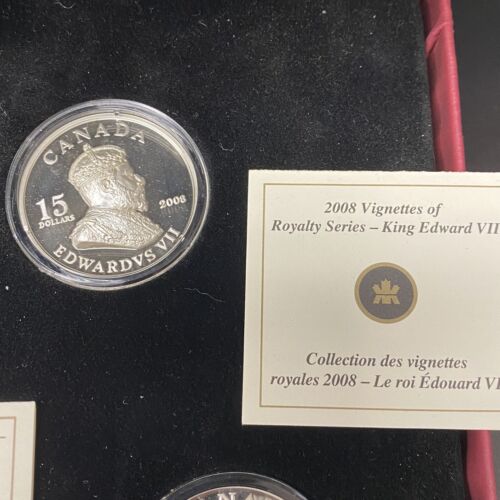 CANADA
15
DOLLARS
2008
EDWARDVS VII
2008 Vignettes of
Royalty Series – King Edward VII
Collection des vignettes
royales 2008 – Le roi Édouard VI